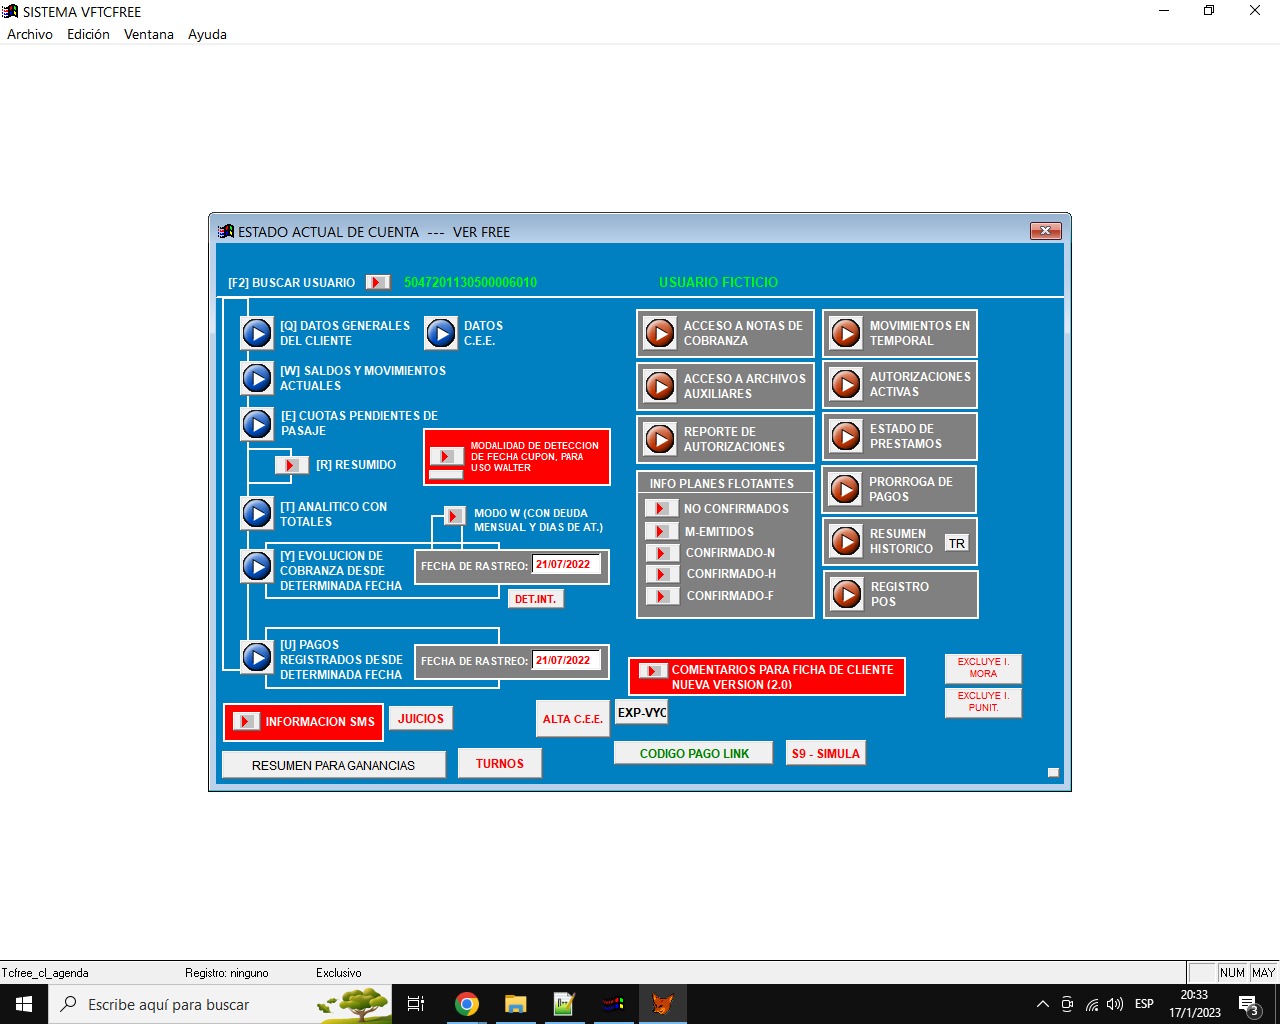 SISTEMA VFTCFREE
Archivo Edición Ventana Ayuda
ESTADO ACTUAL DE CUENTA --- VER FREE
[F2] BUSCAR USUARIO 5047201130500006010 USUARIO FICTICIO
[Q] DATOS GENERALES
DEL CLIENTE
DATOS
C.E.E.
[W] SALDOS Y MOVIMIENTOS
ACTUALES
[E] CUOTAS PENDIENTES DE
PASAJE
[R] RESUMIDO
MODALIDAD DE DETECCION
DE FECHA CUPON, PARA
USO WALTER
[T] ANALITICO CON
TOTALES
MODO W (CON DEUDA
MENSUAL Y DIAS DE AT.)
[Y] EVOLUCION DE
COBRANZA DESDE
DETERMINADA FECHA
FECHA DE RASTREO: 21/07/2022
DET.INT.
[U] PAGOS
REGISTRADOS DESDE
DETERMINADA FECHA
FECHA DE RASTREO: 21/07/2022
ACCESO A NOTAS DE
COBRANZA
ACCESO A ARCHIVOS
AUXILIARES
REPORTE DE
AUTORIZACIONES
INFO PLANES FLOTANTES
NO CONFIRMADOS
M-EMITIDOS
CONFIRMADO-N
CONFIRMADO-H
CONFIRMADO-F
MOVIMIENTOS EN
TEMPORAL
AUTORIZACIONES
ACTIVAS
ESTADO DE
PRESTAMOS
PRORROGA DE
PAGOS
RESUMEN
HISTORICO
TR
REGISTRO
POS
COMENTARIOS PARA FICHA DE CLIENTE
NUEVA VERSION (2.0)
EXCLUYE I.
MORA
EXCLUYE I.
PUNIT.
INFORMACION SMS
JUICIOS
ALTA C.E.E.
EXP-VYC
RESUMEN PARA GANANCIAS
TURNOS
CODIGO PAGO LINK
S9 - SIMULA
Tcfree_cl_agenda Registro: ninguno Exclusivo NUM MAY
Escribe aquí para buscar
ESP
20:33
17/1/2023
3